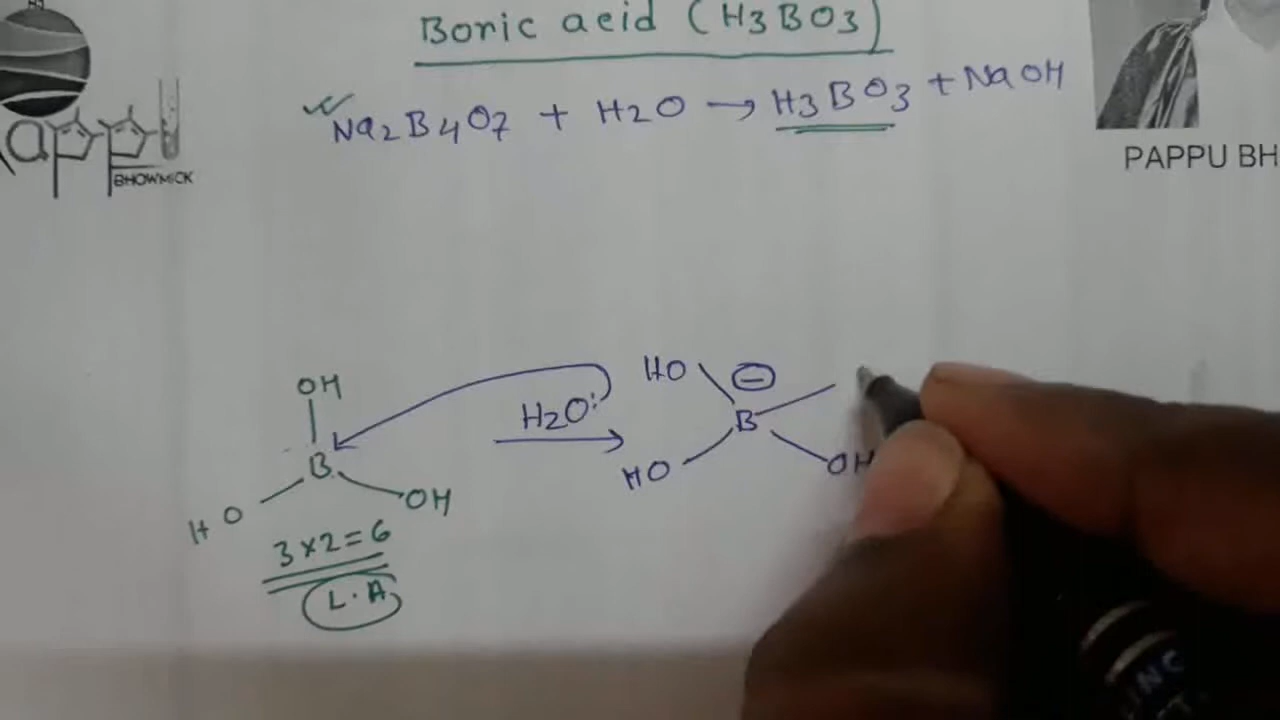 Boric acid (H3BO3)
Na2B4O7 + H2O → H3BO3 + NaOH
BHOWMICK
PAPPU BH
OH
B
HO
OH
3×2=6
L.A
H2O:
HO
⊖
B
HO
OH